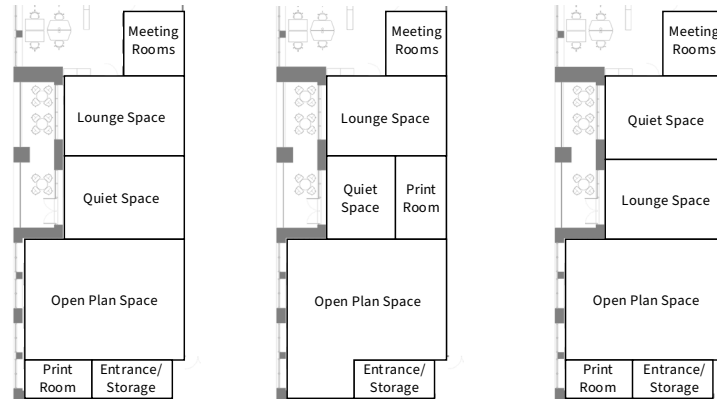 Meeting
Rooms
Lounge Space
Quiet Space
Open Plan Space
Print
Room
Entrance/
Storage
Meeting
Rooms
Lounge Space
Quiet
Space
Print
Room
Open Plan Space
Entrance/
Storage
Meeting
Rooms
Quiet Space
Lounge Space
Open Plan Space
Print
Room
Entrance/
Storage